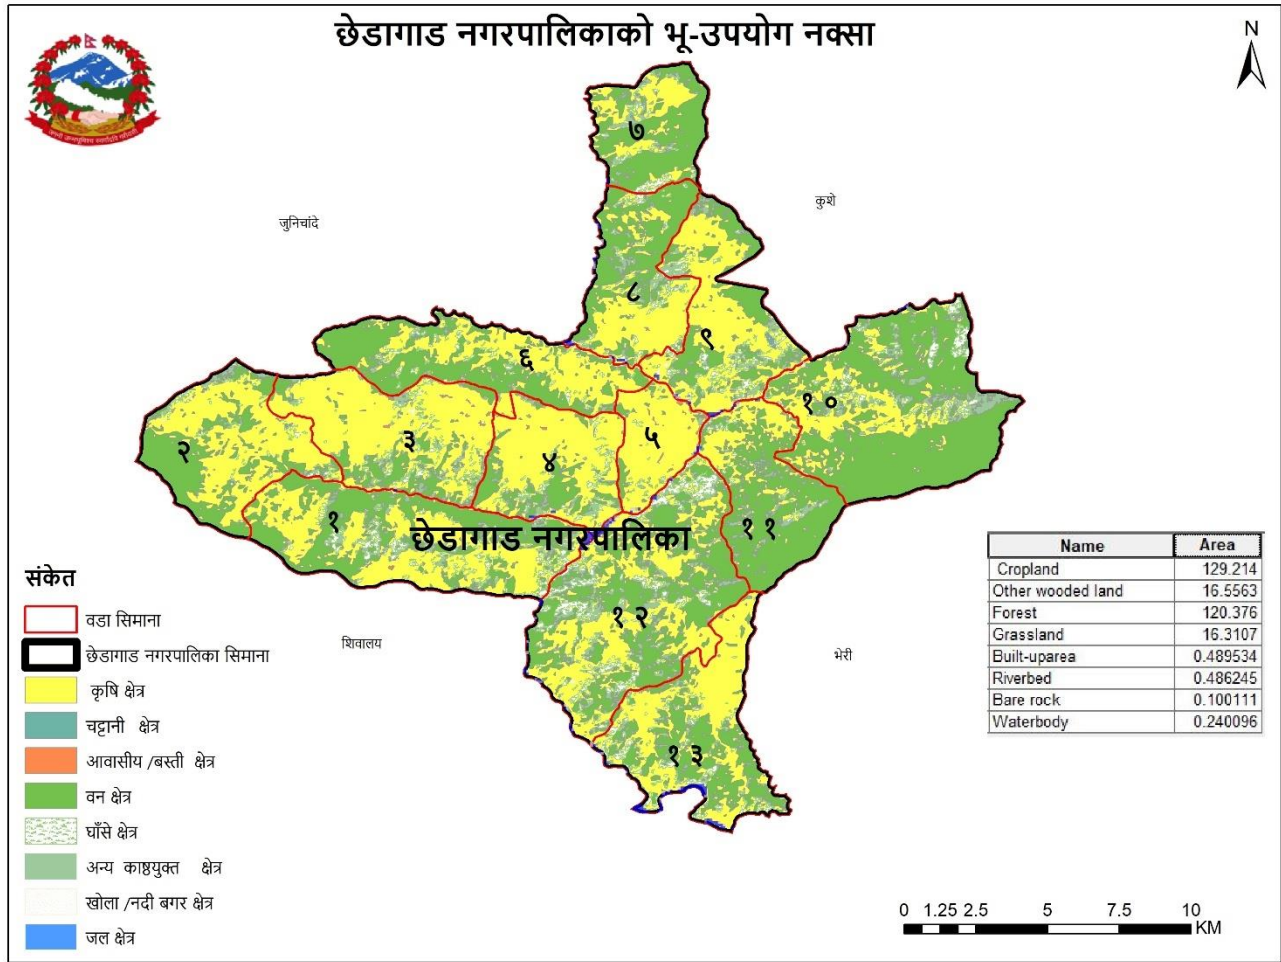 छेडागाड नगरपालिकाको भू-उपयोग नक्सा
N
७
जुनिचांदे
कुशे
८
९
६
१०
२
३
४
५
१
छेडागाड नगरपालिका
११
१२
१३
शिवालय
भेरी
Name Area
Cropland 129.214
Other wooded land 16.5563
Forest 120.376
Grassland 16.3107
Built-uparea 0.489534
Riverbed 0.486245
Bare rock 0.100111
Waterbody 0.240096
संकेत
वडा सिमाना
छेडागाड नगरपालिका सिमाना
कृषि क्षेत्र
चट्टानी क्षेत्र
आवासीय /बस्ती क्षेत्र
वन क्षेत्र
घाँसे क्षेत्र
अन्य काष्ठयुक्त क्षेत्र
खोला /नदी बगर क्षेत्र
जल क्षेत्र
0 1.25 2.5 5 7.5 10
KM